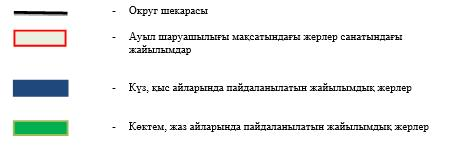 - Округ шекарасы
- Ауыл шаруашылығы мақсатындағы жерлер санатындағы
жайылымдар
- Күз, қыс айларында пайдаланылатын жайылымдық жерлер
- Көктем, жаз айларында пайдаланылатын жайылымдық жерлер